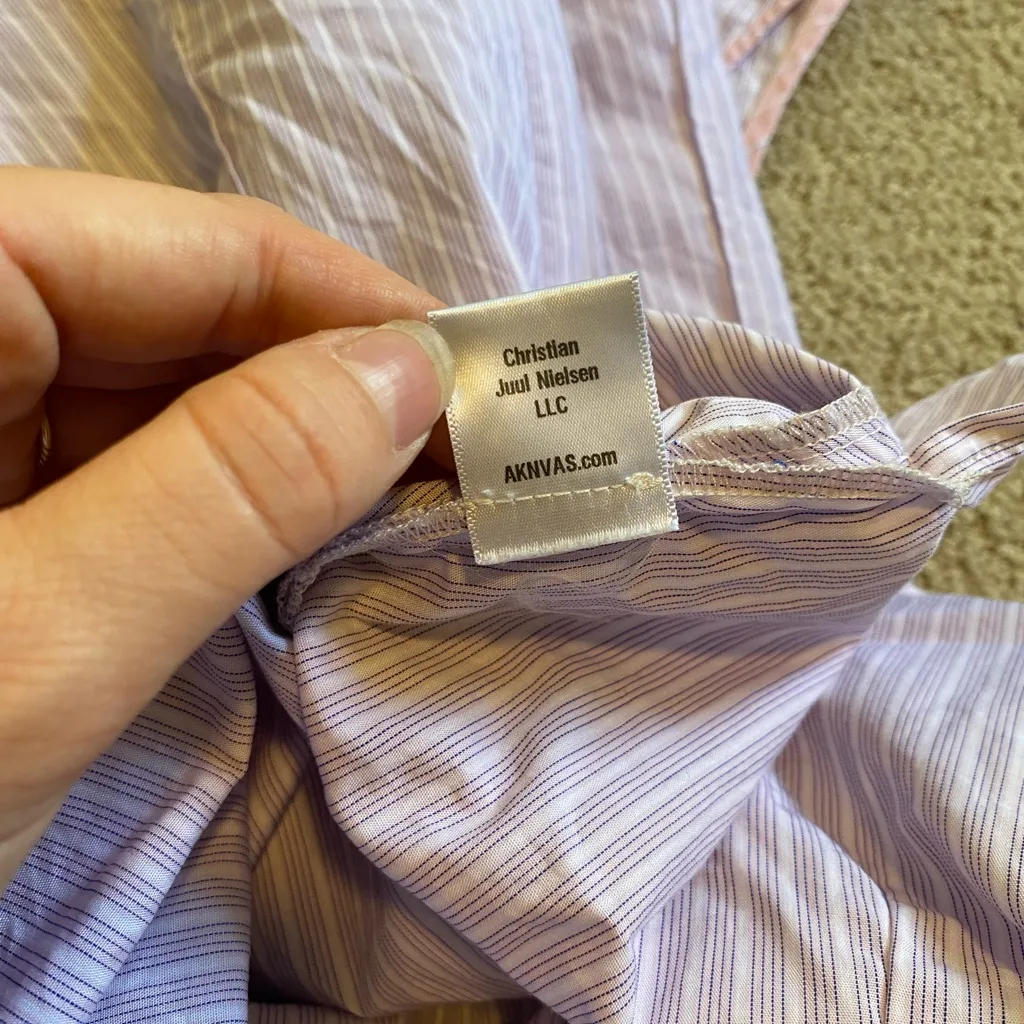 Christian
Juul Nielsen
LLC
AKNVAS.com